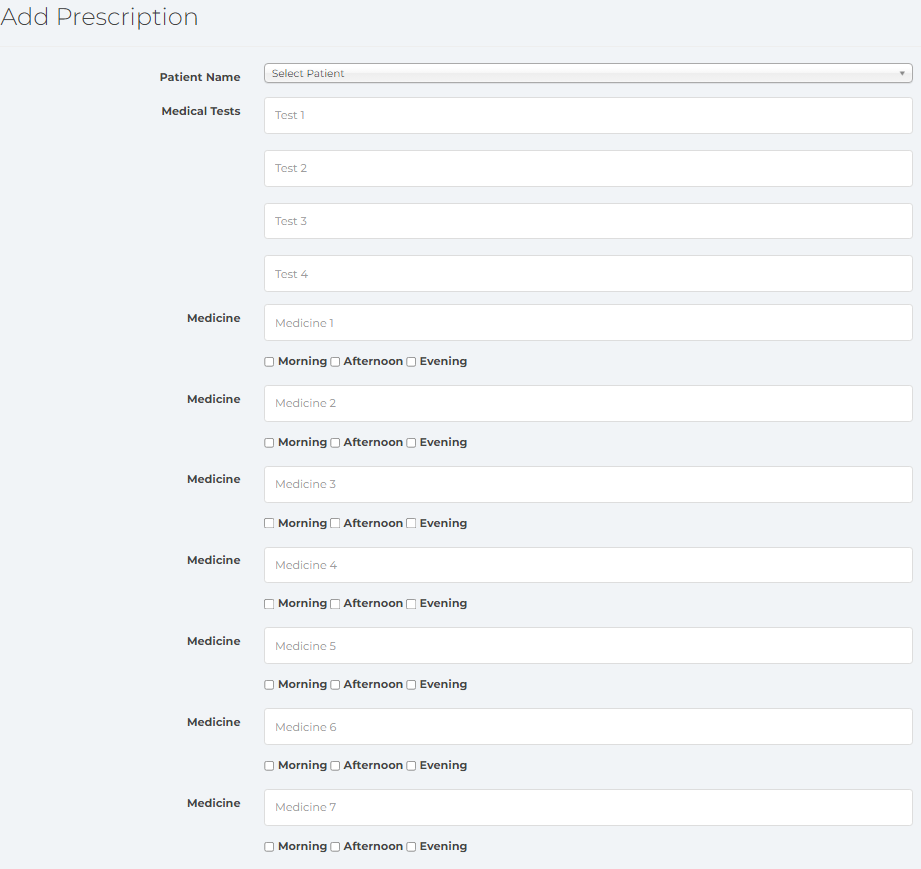 Add Prescription
Patient Name Select Patient
Medical Tests Test 1
Test 2
Test 3
Test 4
Medicine Medicine 1
Morning Afternoon Evening
Medicine Medicine 2
Morning Afternoon Evening
Medicine Medicine 3
Morning Afternoon Evening
Medicine Medicine 4
Morning Afternoon Evening
Medicine Medicine 5
Morning Afternoon Evening
Medicine Medicine 6
Morning Afternoon Evening
Medicine Medicine 7
Morning Afternoon Evening